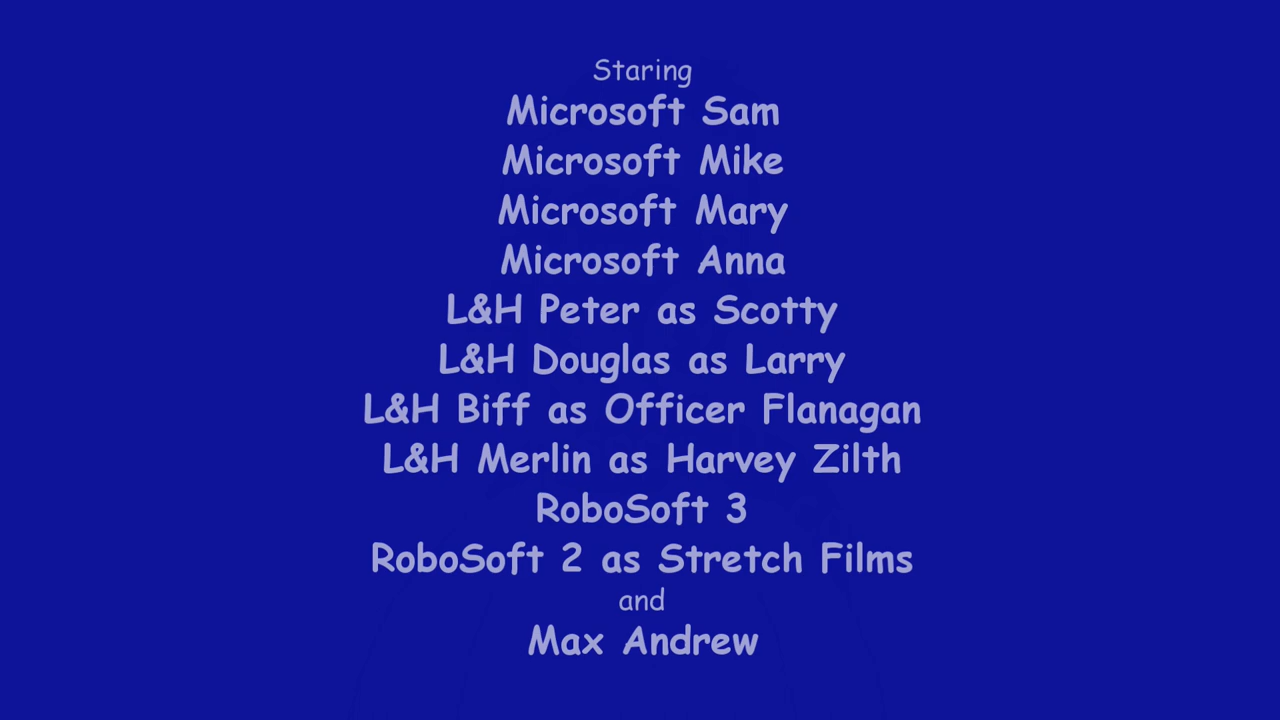 Staring
Microsoft Sam
Microsoft Mike
Microsoft Mary
Microsoft Anna
L&H Peter as Scotty
L&H Douglas as Larry
L&H Biff as Officer Flanagan
L&H Merlin as Harvey Zilth
RoboSoft 3
RoboSoft 2 as Stretch Films
and
Max Andrew